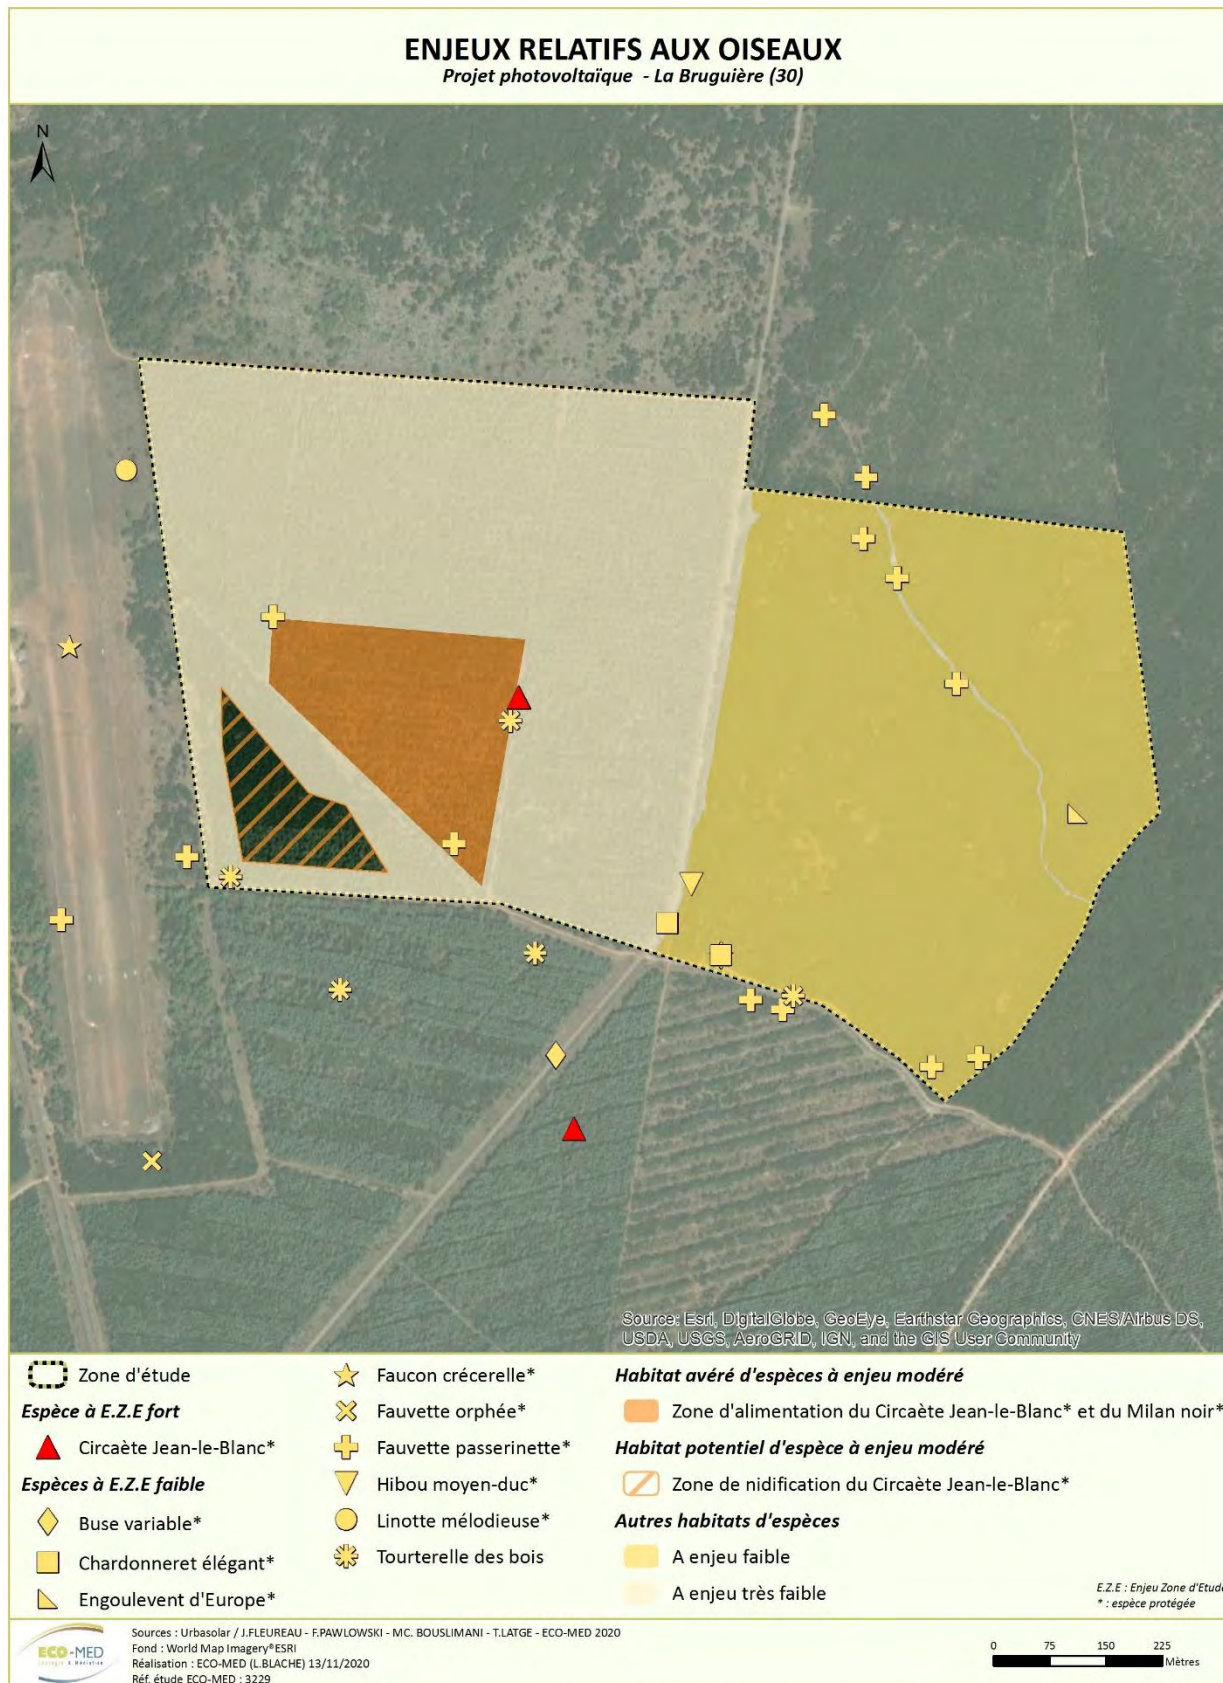 ENJEUX RELATIFS AUX OISEAUX
Projet photovoltaïque - La Bruguière (30)
N
Source: Esri, DigitalGlobe, GeoEye, Earthstar Geographics, CNES/Airbus DS,
USDA, USGS, AeroGRID, IGN, and the GIS User Community
Zone d'étude
Espèce à E.Z.E fort
Circaète Jean-le-Blanc*
Espèces à E.Z.E faible
Buse variable*
Chardonneret élégant*
Engoulevent d'Europe*
Faucon crécerelle*
Fauvette orphée*
Fauvette passerinette*
Hibou moyen-duc*
Linotte mélodieuse*
Tourterelle des bois
Habitat avéré d'espèces à enjeu modéré
Zone d'alimentation du Circaète Jean-le-Blanc* et du Milan noir*
Habitat potentiel d'espèce à enjeu modéré
Zone de nidification du Circaète Jean-le-Blanc*
Autres habitats d'espèces
A enjeu faible
A enjeu très faible
E.Z.E : Enjeu Zone d'Etude
* : espèce protégée
ECO-MED
Ecologie & Médiation
Sources : Urbasolar / J.FLEUREAU - F.PAWLOWSKI - MC. BOUSLIMANI - T.LATGE - ECO-MED 2020
Fond : World Map Imagery®ESRI
Réalisation : ECO-MED (L.BLACHE) 13/11/2020
Réf. étude ECO-MED : 3229
0 75 150 225
Mètres